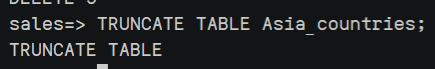 sales=> TRUNCATE TABLE Asia_countries;
TRUNCATE TABLE